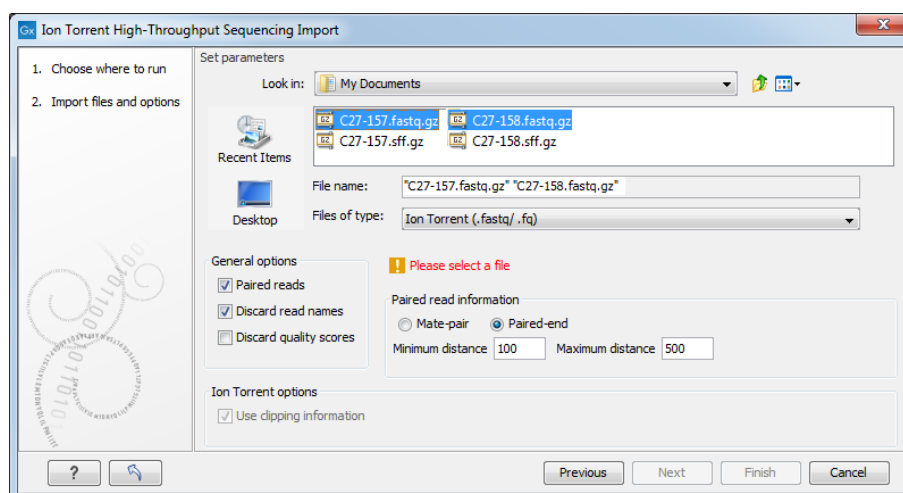 Gx Ion Torrent High-Throughput Sequencing Import
1. Choose where to run
2. Import files and options
Set parameters
Look in: My Documents
C27-157.fastq.gz C27-158.fastq.gz
C27-157.sff.gz C27-158.sff.gz
Recent Items
Desktop
File name: "C27-157.fastq.gz" "C27-158.fastq.gz"
Files of type: Ion Torrent (.fastq/ .fq)
General options
Paired reads
Discard read names
Discard quality scores
! Please select a file
Paired read information
Mate-pair Paired-end
Minimum distance 100 Maximum distance 500
Ion Torrent options
Use clipping information
? Previous Next Finish Cancel